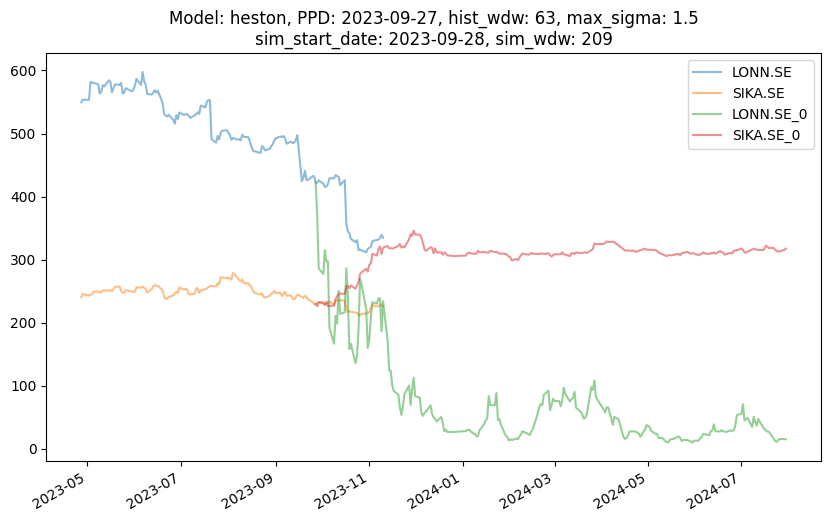 Model: heston, PPD: 2023-09-27, hist_wdw: 63, max_sigma: 1.5
sim_start_date: 2023-09-28, sim_wdw: 209
LONN.SE
SIKA.SE
LONN.SE_0
SIKA.SE_0
600
500
400
300
200
100
0
2023-05
2023-07
2023-09
2023-11
2024-01
2024-03
2024-05
2024-07